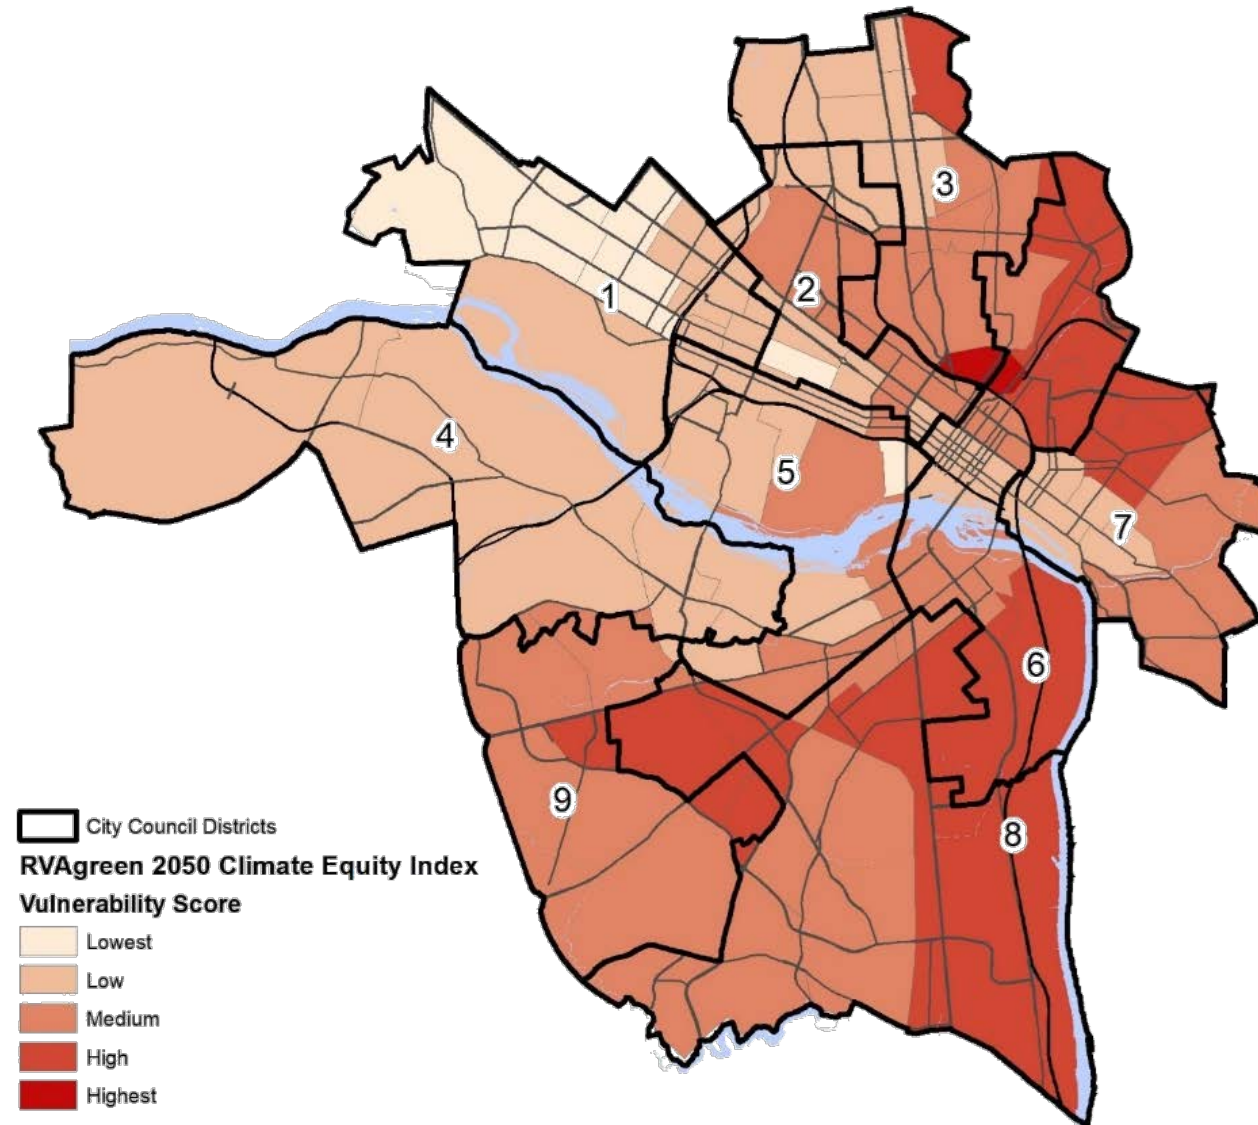 3
2
1
4
5
7
6
9
8
City Council Districts
RVAgreen 2050 Climate Equity Index
Vulnerability Score
Lowest
Low
Medium
High
Highest